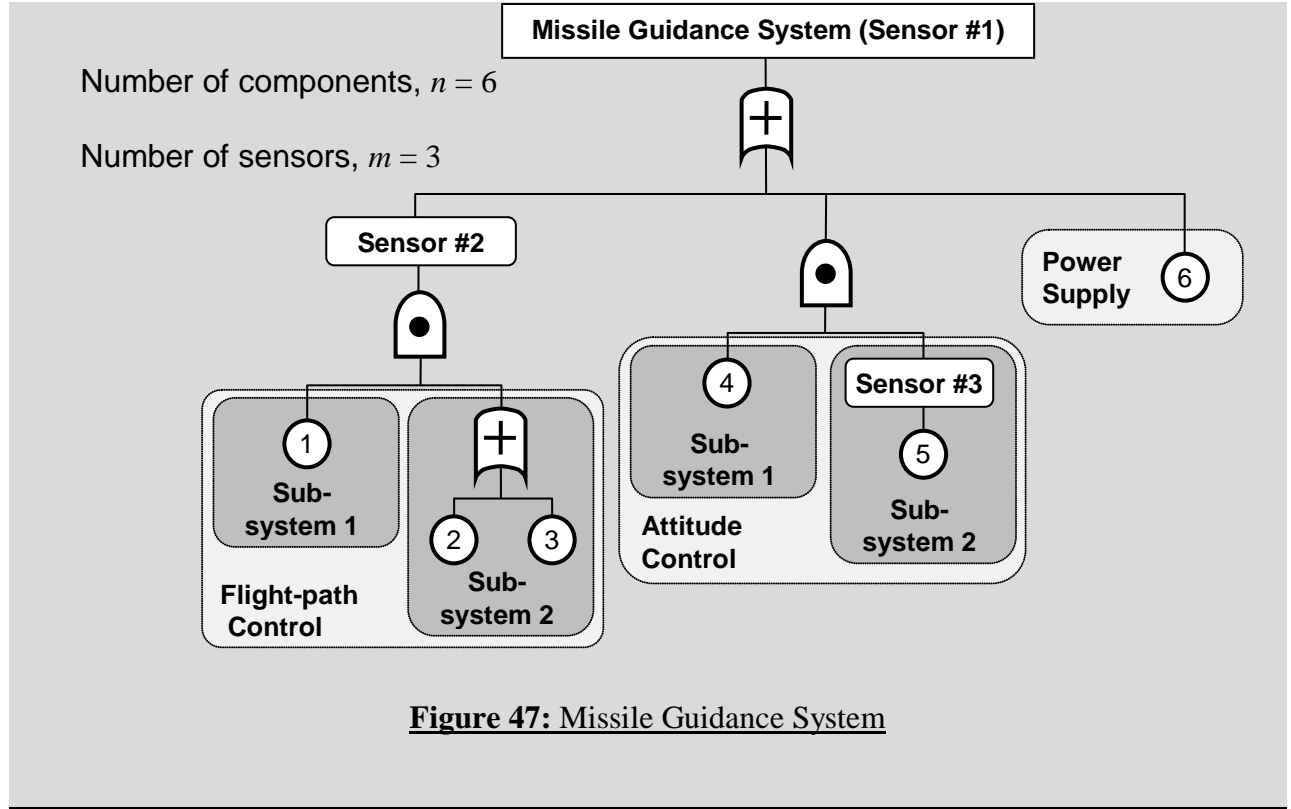 Missile Guidance System (Sensor #1)
Number of components, n = 6
Number of sensors, m = 3
Sensor #2
Power
Supply
6
1
Sub-
system 1
2
3
Sub-
system 2
Flight-path
Control
4
Sub-
system 1
Sensor #3
5
Sub-
system 2
Attitude
Control
Figure 47: Missile Guidance System